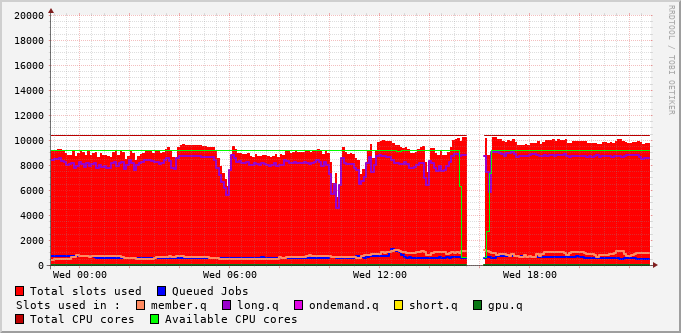 RRDTOOL / TOBI OETIKER
20000
18000
16000
14000
12000
10000
8000
6000
4000
2000
0
Wed 00:00 Wed 06:00 Wed 12:00 Wed 18:00
Total slots used Queued Jobs
Slots used in : member.q long.q ondemand.q short.q gpu.q
Total CPU cores Available CPU cores